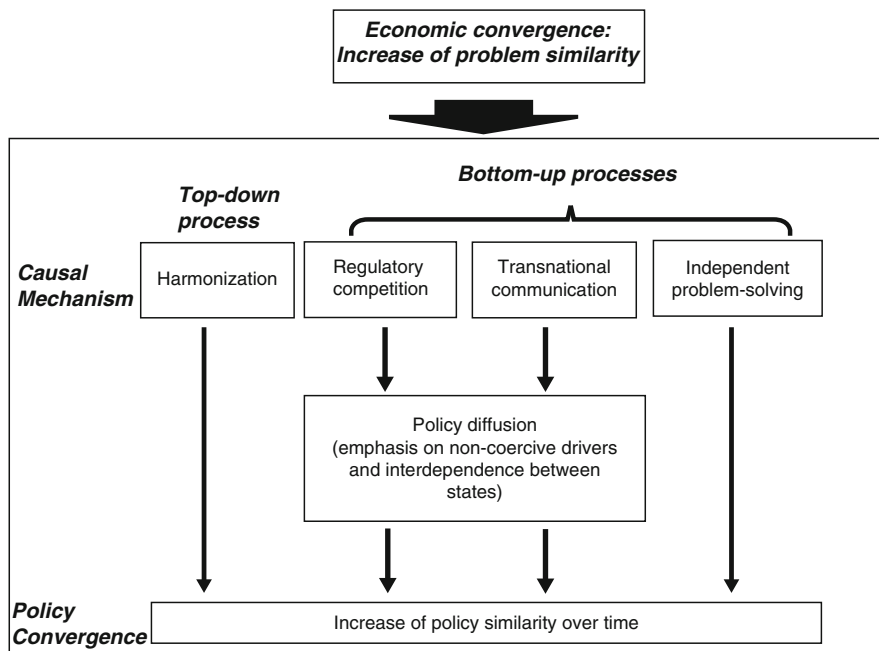 Economic convergence:
Increase of problem similarity
Bottom-up processes
Top-down
process
Causal
Mechanism
Harmonization
Regulatory
competition
Transnational
communication
Independent
problem-solving
Policy diffusion
(emphasis on non-coercive drivers
and interdependence between
states)
Policy
Convergence
Increase of policy similarity over time